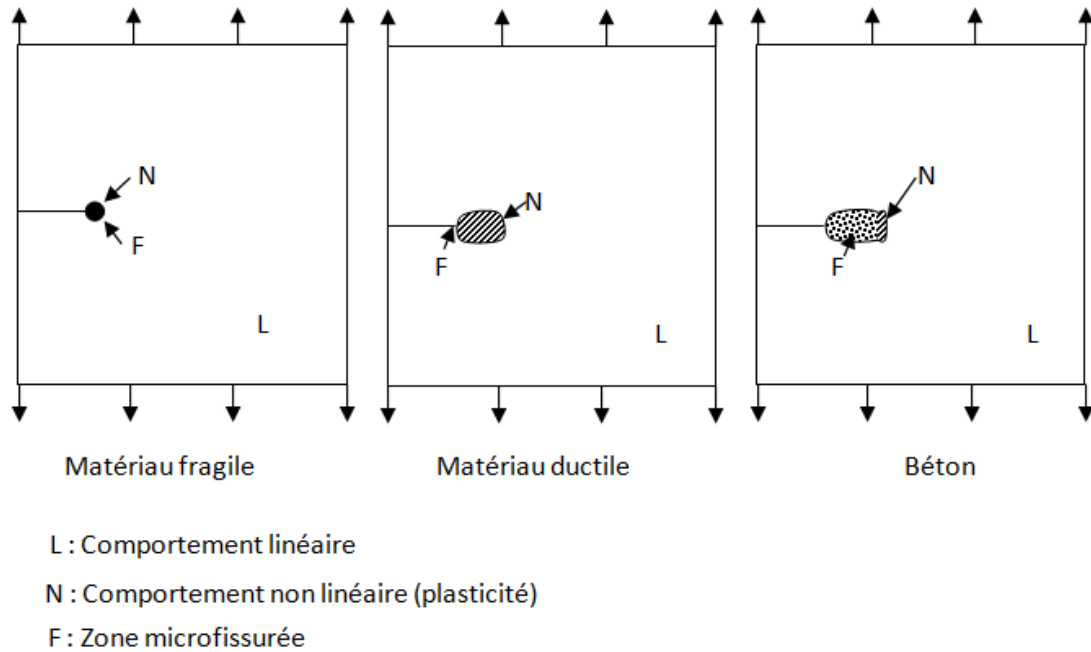 N
F
L
N
F
L
N
F
L
Matériau fragile
Matériau ductile
Béton
L : Comportement linéaire
N : Comportement non linéaire (plasticité)
F : Zone microfissurée